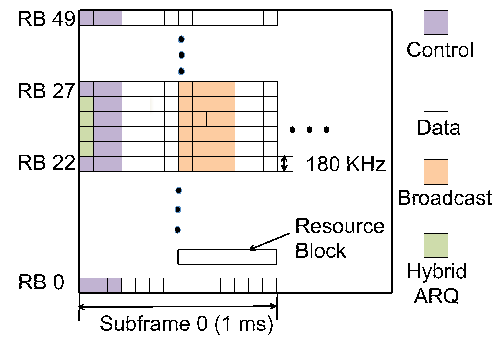 RB 49
Control
RB 27
Data
RB 22
180 KHz
Broadcast
Resource
Block
RB 0
Hybrid
ARQ
Subframe 0 (1 ms)